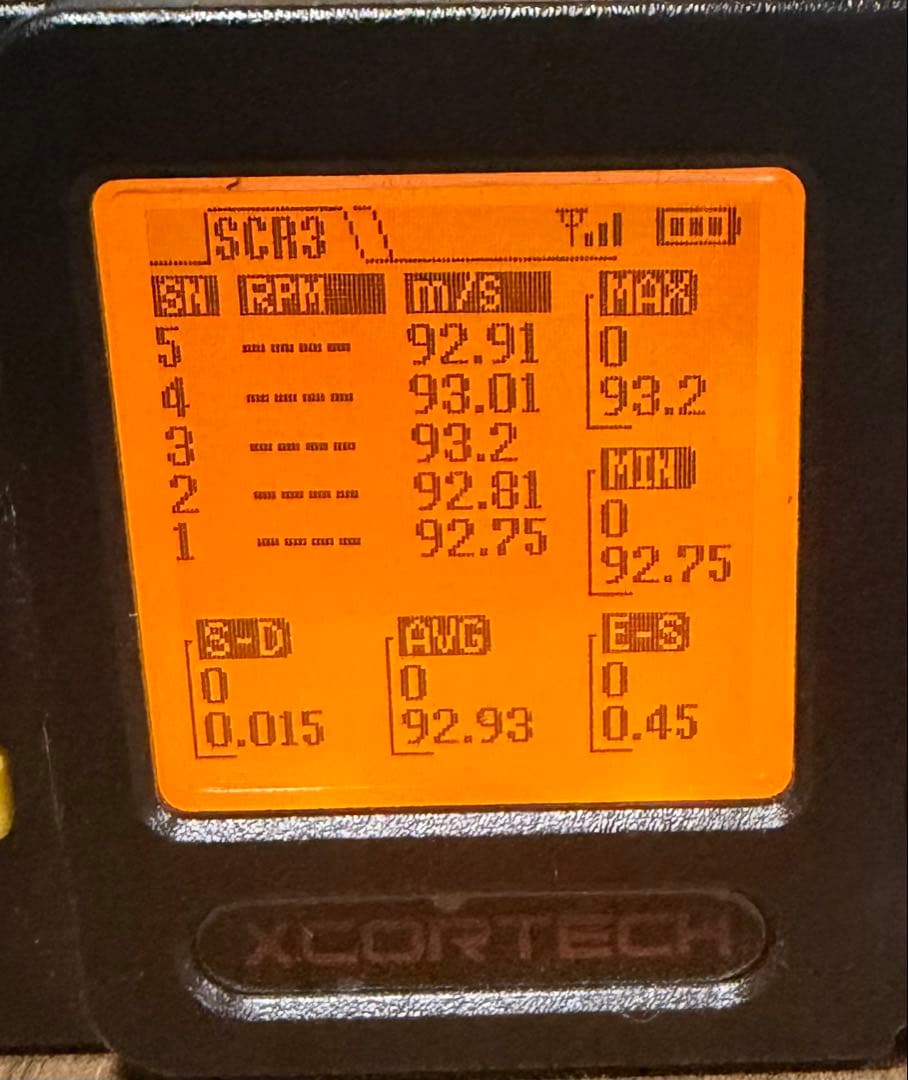 SCR3
SN RPM m/s MAX
5 ---- 92.91 0
4 ---- 93.01 93.2
3 ---- 93.2 MIN
2 ---- 92.81 0
1 ---- 92.75 92.75
S-D AVG E-S
0 0 0
0.015 92.93 0.45
XCORTECH